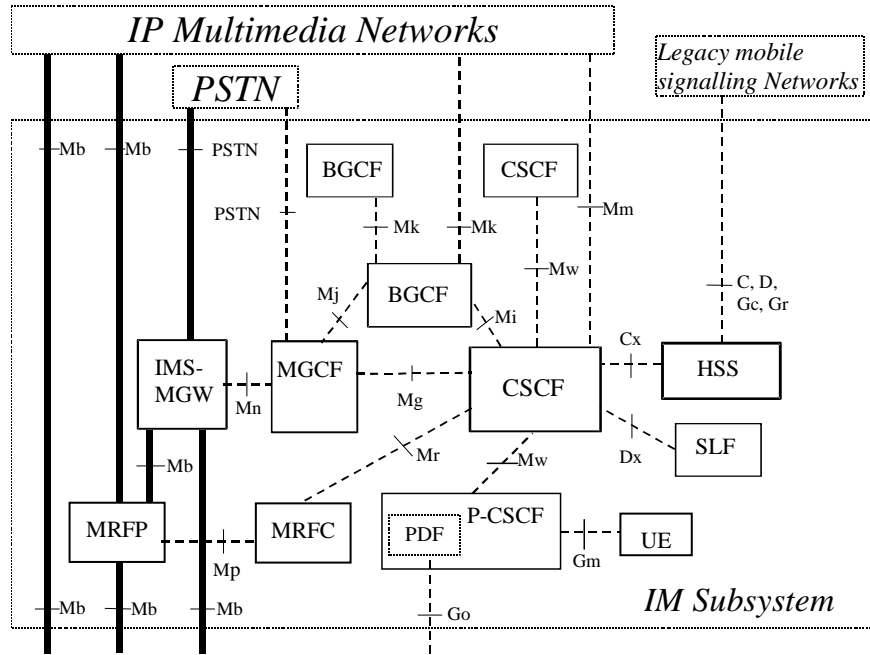 IP Multimedia Networks
Legacy mobile
signalling Networks
PSTN
Mb
Mb
PSTN
BGCF
CSCF
PSTN
Mm
Mk
Mk
Mw
C, D,
Gc, Gr
BGCF
Mj
Mi
Cx
IMS-
MGW
MGCF
CSCF
HSS
Mn
Mg
Mr
Dx
SLF
Mb
Mw
MRFP
MRFC
P-CSCF
PDF
UE
Mp
Gm
Mb
Mb
Mb
Go
IM Subsystem